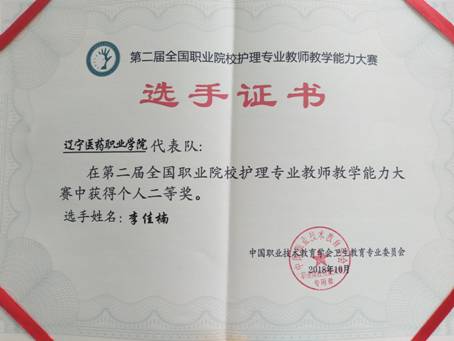 第二届全国职业院校护理专业教师教学能力大赛
选手证书
辽宁医药职业学院代表队:
在第二届全国职业院校护理专业教师教学能力大
赛中获得个人二等奖。
选手姓名:李佳楠
中国职业技术教育学会卫生教育专业委员会
2018年10月
专用章